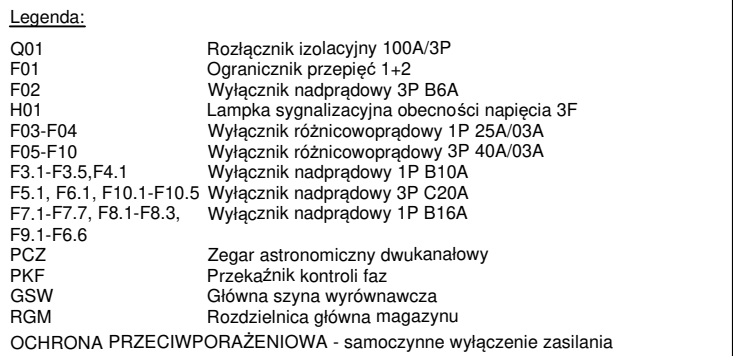 Legenda:
Q01 Rozłącznik izolacyjny 100A/3P
F01 Ogranicznik przepięć 1+2
F02 Wyłącznik nadprądowy 3P B6A
H01 Lampka sygnalizacyjna obecności napięcia 3F
F03-F04 Wyłącznik różnicowoprądowy 1P 25A/03A
F05-F10 Wyłącznik różnicowoprądowy 3P 40A/03A
F3.1-F3.5,F4.1 Wyłącznik nadprądowy 1P B10A
F5.1, F6.1, F10.1-F10.5 Wyłącznik nadprądowy 3P C20A
F7.1-F7.7, F8.1-F8.3, Wyłącznik nadprądowy 1P B16A
F9.1-F6.6
PCZ Zegar astronomiczny dwukanałowy
PKF Przekaźnik kontroli faz
GSW Główna szyna wyrównawcza
RGM Rozdzielnica główna magazynu
OCHRONA PRZECIWPORAŻENIOWA - samoczynne wyłączenie zasilania